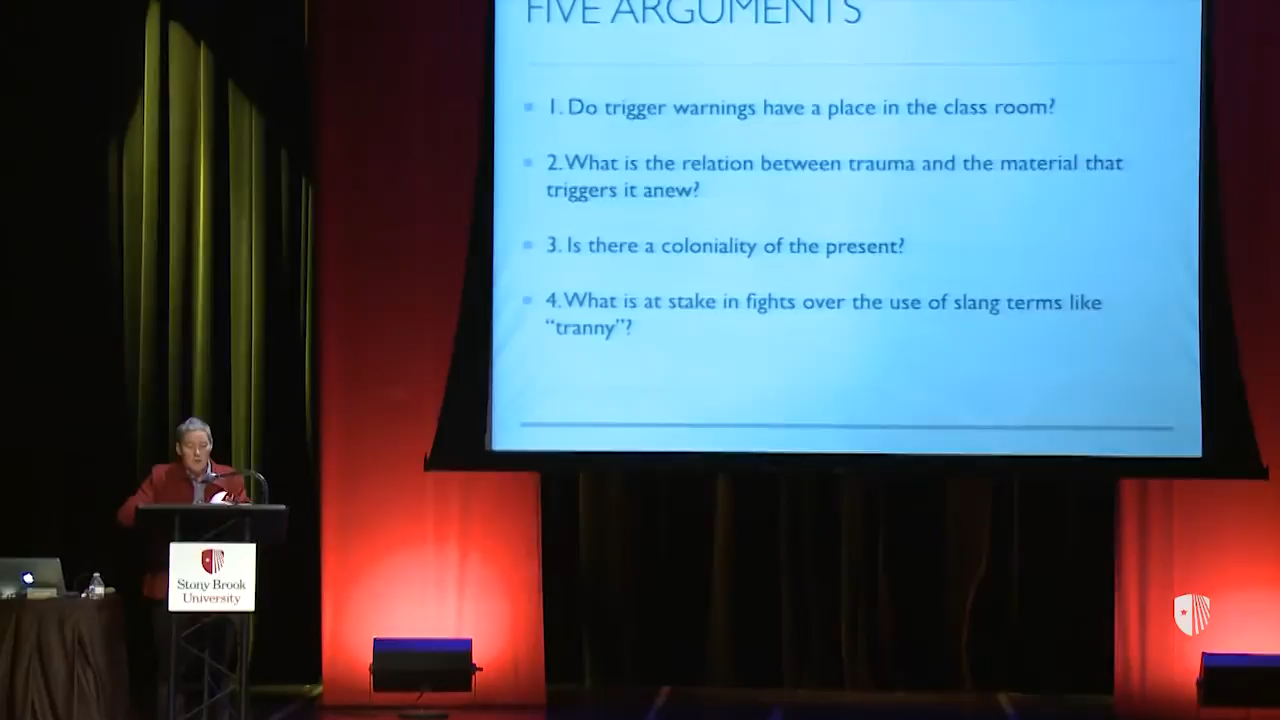 FIVE ARGUMENTS
1. Do trigger warnings have a place in the class room?
2. What is the relation between trauma and the material that
triggers it anew?
3. Is there a coloniality of the present?
4. What is at stake in fights over the use of slang terms like
“tranny”?
Stony Brook
University